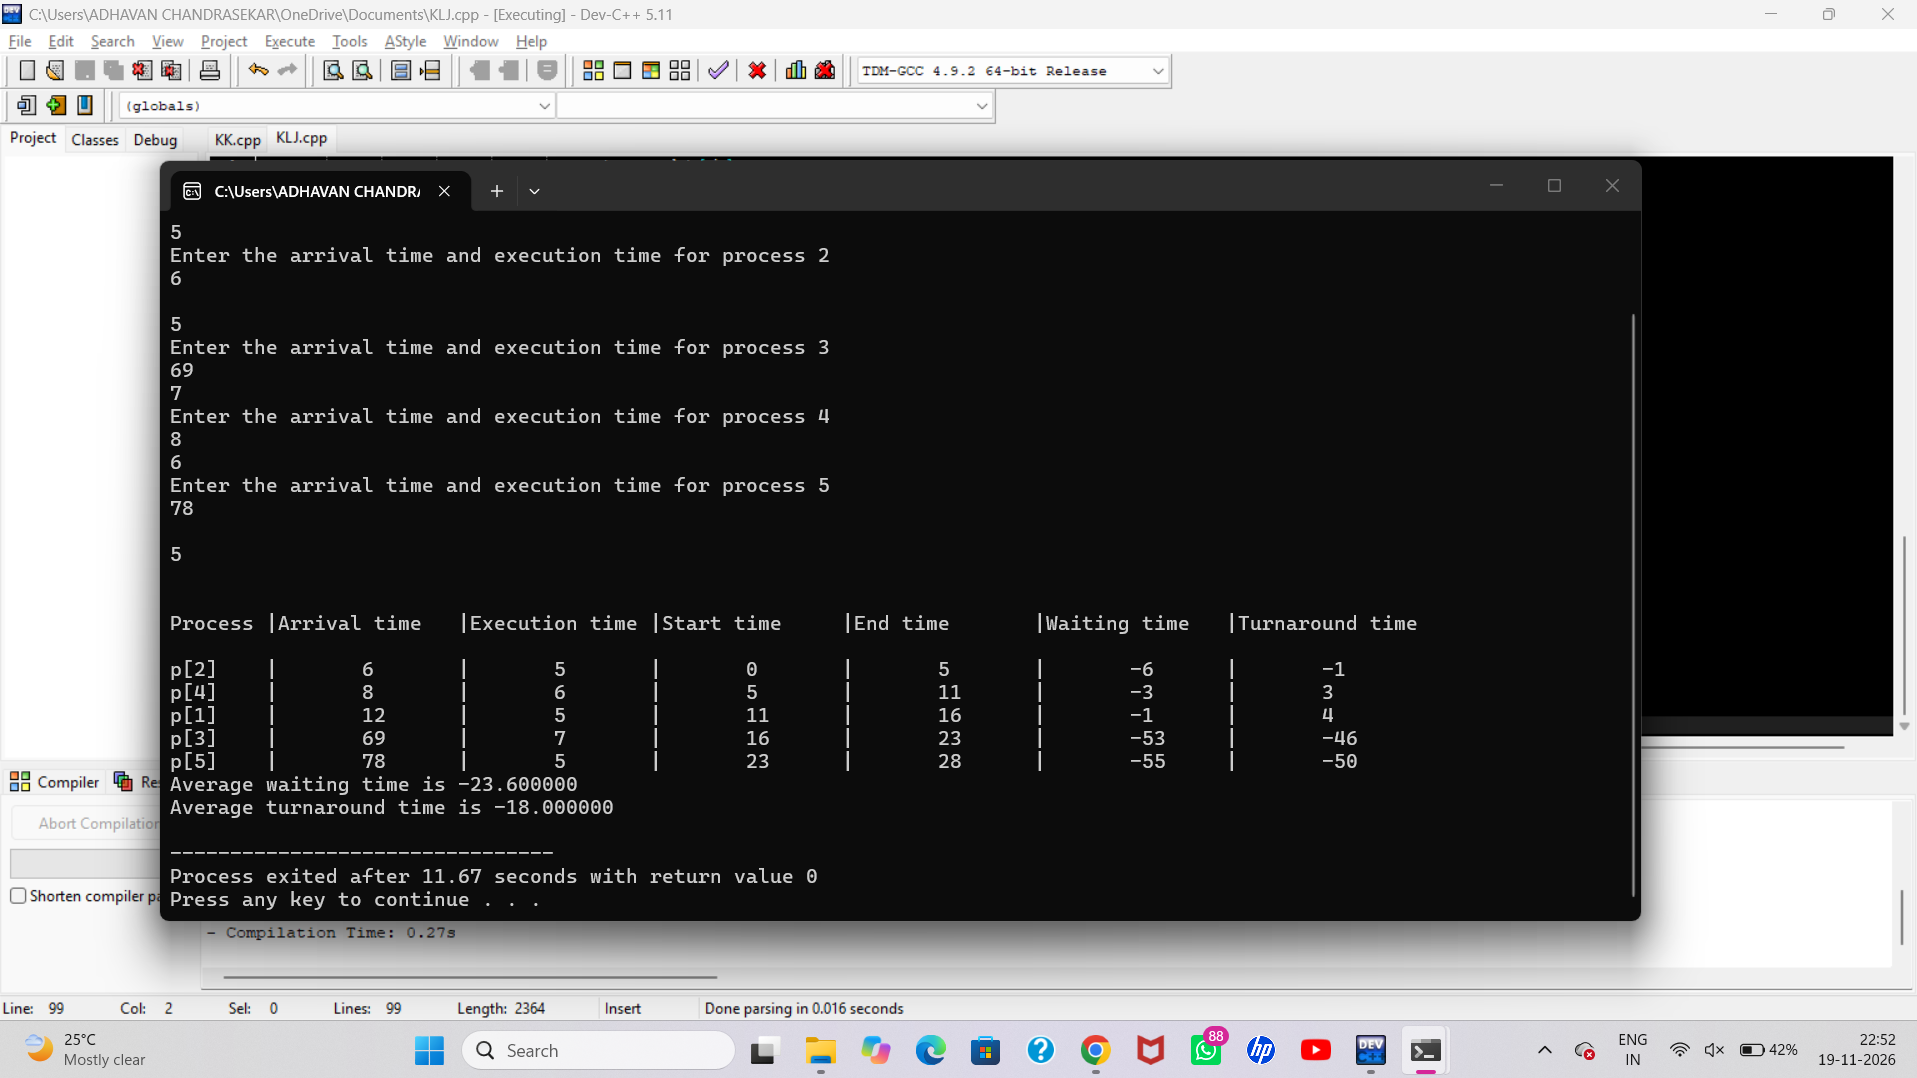 C:\Users\ADHAVAN CHANDRASEKAR\OneDrive\Documents\KLJ.cpp - [Executing] - Dev-C++ 5.11
File Edit Search View Project Execute Tools AStyle Window Help
TDM-GCC 4.9.2 64-bit Release
(globals)
Project Classes Debug KK.cpp KLJ.cpp
C:\Users\ADHAVAN CHANDR
5
Enter the arrival time and execution time for process 2
6
5
Enter the arrival time and execution time for process 3
69
7
Enter the arrival time and execution time for process 4
8
6
Enter the arrival time and execution time for process 5
78
5
Process |Arrival time |Execution time |Start time |End time |Waiting time |Turnaround time
p[2] | 6 | 5 | 0 | 5 | -6 | -1
p[4] | 8 | 6 | 5 | 11 | -3 | 3
p[1] | 12 | 5 | 11 | 16 | -1 | 4
p[3] | 69 | 7 | 16 | 23 | -53 | -46
p[5] | 78 | 5 | 23 | 28 | -55 | -50
Average waiting time is -23.600000
Average turnaround time is -18.000000
--------------------------------
Process exited after 11.67 seconds with return value 0
Press any key to continue . . .
Compiler Re
Abort Compilation
Shorten compiler pa
- Compilation Time: 0.27s
Line: 99 Col: 2 Sel: 0 Lines: 99 Length: 2364 Insert Done parsing in 0.016 seconds
25°C
Mostly clear
Search
DEV
C++
88
hp
ENG
IN
42%
22:52
19-11-2026